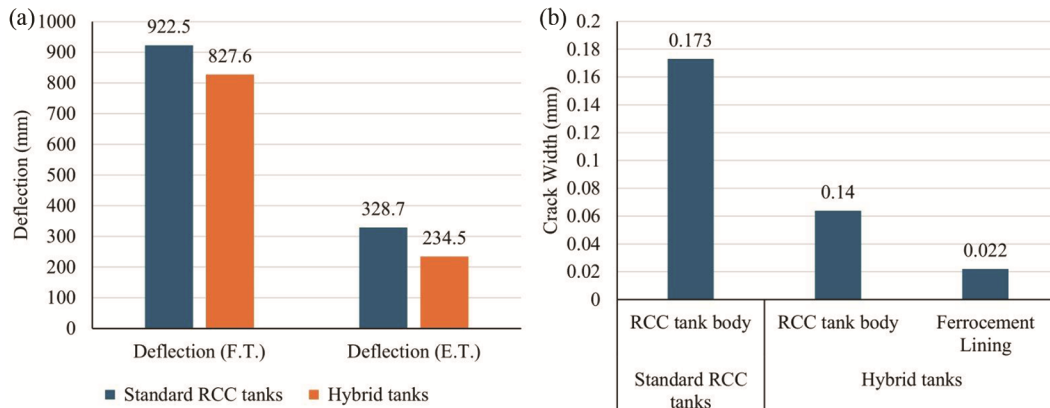 (a)
Deflection (mm)
1000
900
800
700
600
500
400
300
200
100
0
922.5
827.6
328.7
234.5
Deflection (F.T.)
Deflection (E.T.)
Standard RCC tanks
Hybrid tanks
(b)
Crack Width (mm)
0.2
0.18
0.16
0.14
0.12
0.1
0.08
0.06
0.04
0.02
0
0.173
0.14
0.022
RCC tank body
RCC tank body
Ferrocement
Lining
Standard RCC
tanks
Hybrid tanks